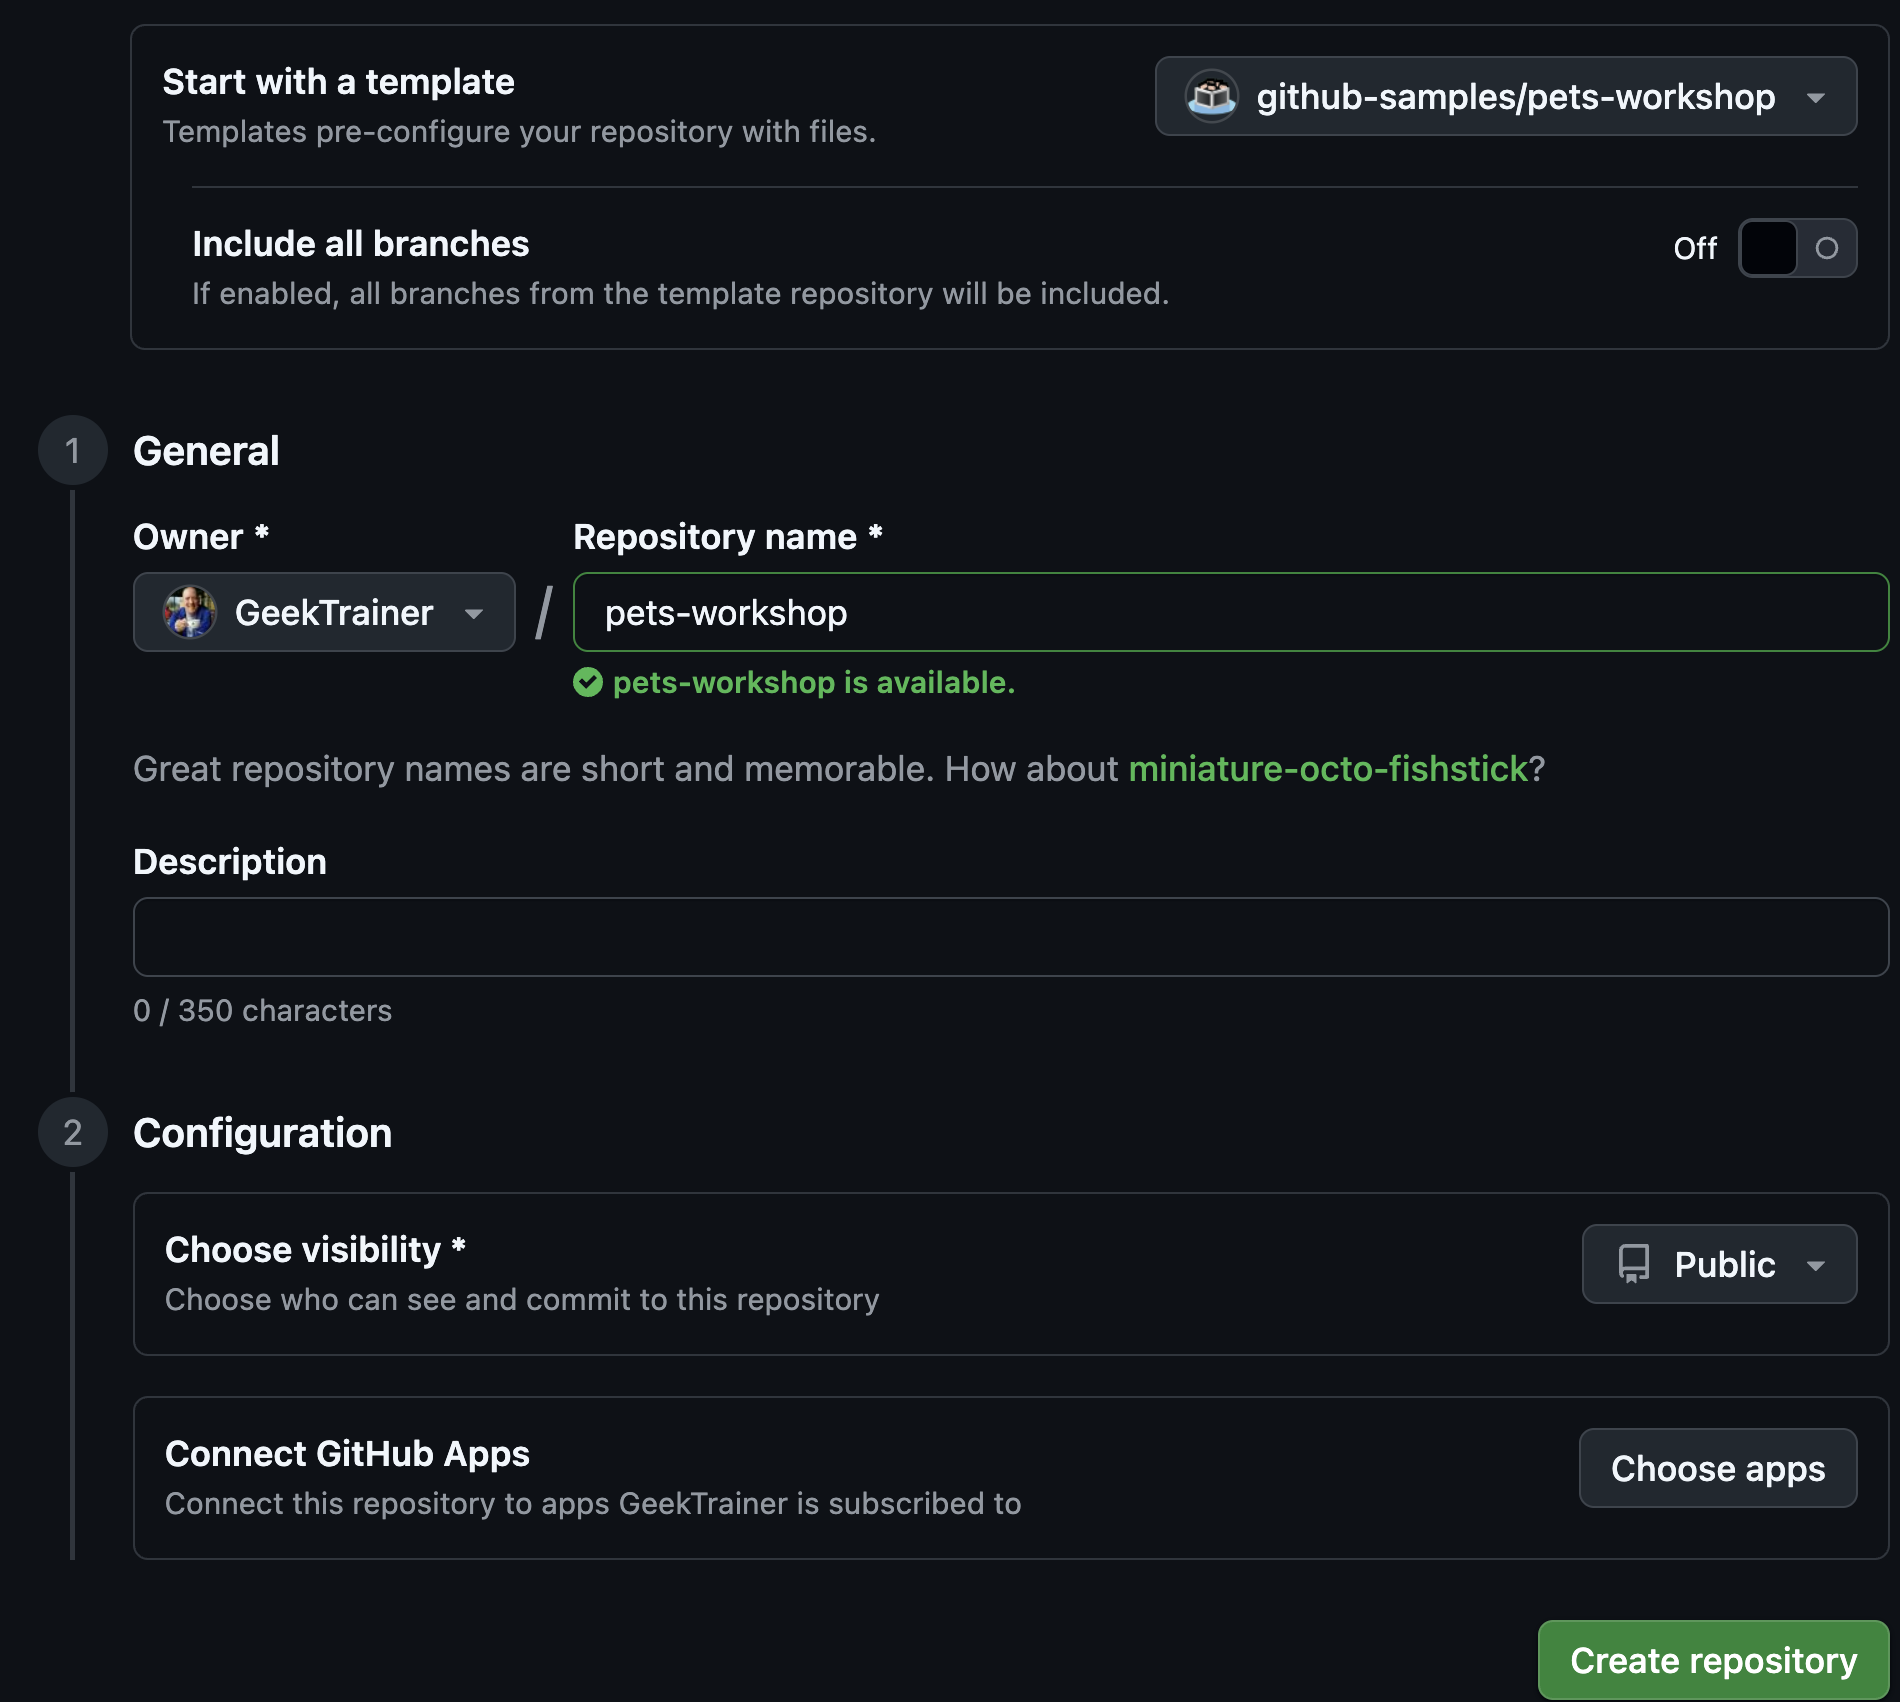 Start with a template
github-samples/pets-workshop
Templates pre-configure your repository with files.
Include all branches
Off
If enabled, all branches from the template repository will be included.
1
General
Owner *
Repository name *
GeekTrainer
/
pets-workshop
pets-workshop is available.
Great repository names are short and memorable. How about miniature-octo-fishstick?
Description
0 / 350 characters
2
Configuration
Choose visibility *
Public
Choose who can see and commit to this repository
Connect GitHub Apps
Choose apps
Connect this repository to apps GeekTrainer is subscribed to
Create repository